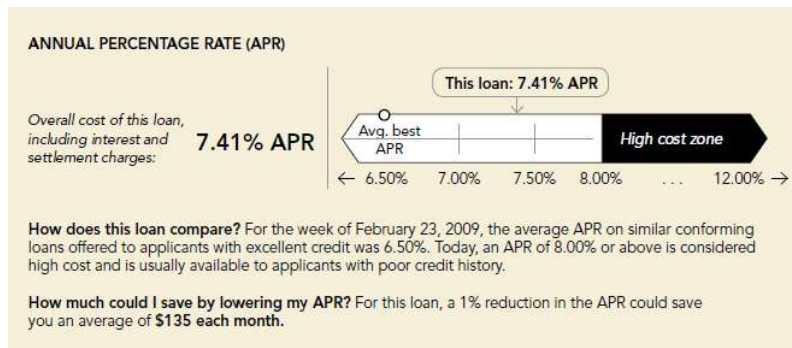 ANNUAL PERCENTAGE RATE (APR)
This loan: 7.41% APR
Overall cost of this loan,
including interest and
settlement charges:
7.41% APR
Avg. best
APR
High cost zone
← 6.50% 7.00% 7.50% 8.00% ... 12.00% →
How does this loan compare? For the week of February 23, 2009, the average APR on similar conforming
loans offered to applicants with excellent credit was 6.50%. Today, an APR of 8.00% or above is considered
high cost and is usually available to applicants with poor credit history.
How much could I save by lowering my APR? For this loan, a 1% reduction in the APR could save
you an average of $135 each month.